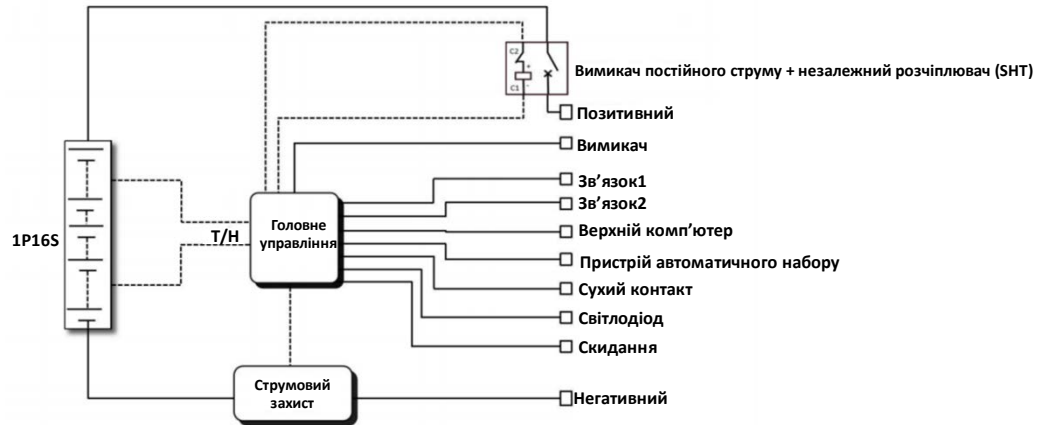 C2
+
-
C1
Вимикач постійного струму + незалежний розчіплювач (SHT)
Позитивний
Вимикач
Зв’язок1
Зв’язок2
Верхній комп’ютер
Пристрій автоматичного набору
Сухий контакт
Світлодіод
Скидання
Негативний
1P16S
Т/Н
Головне
управління
Струмовий
захист